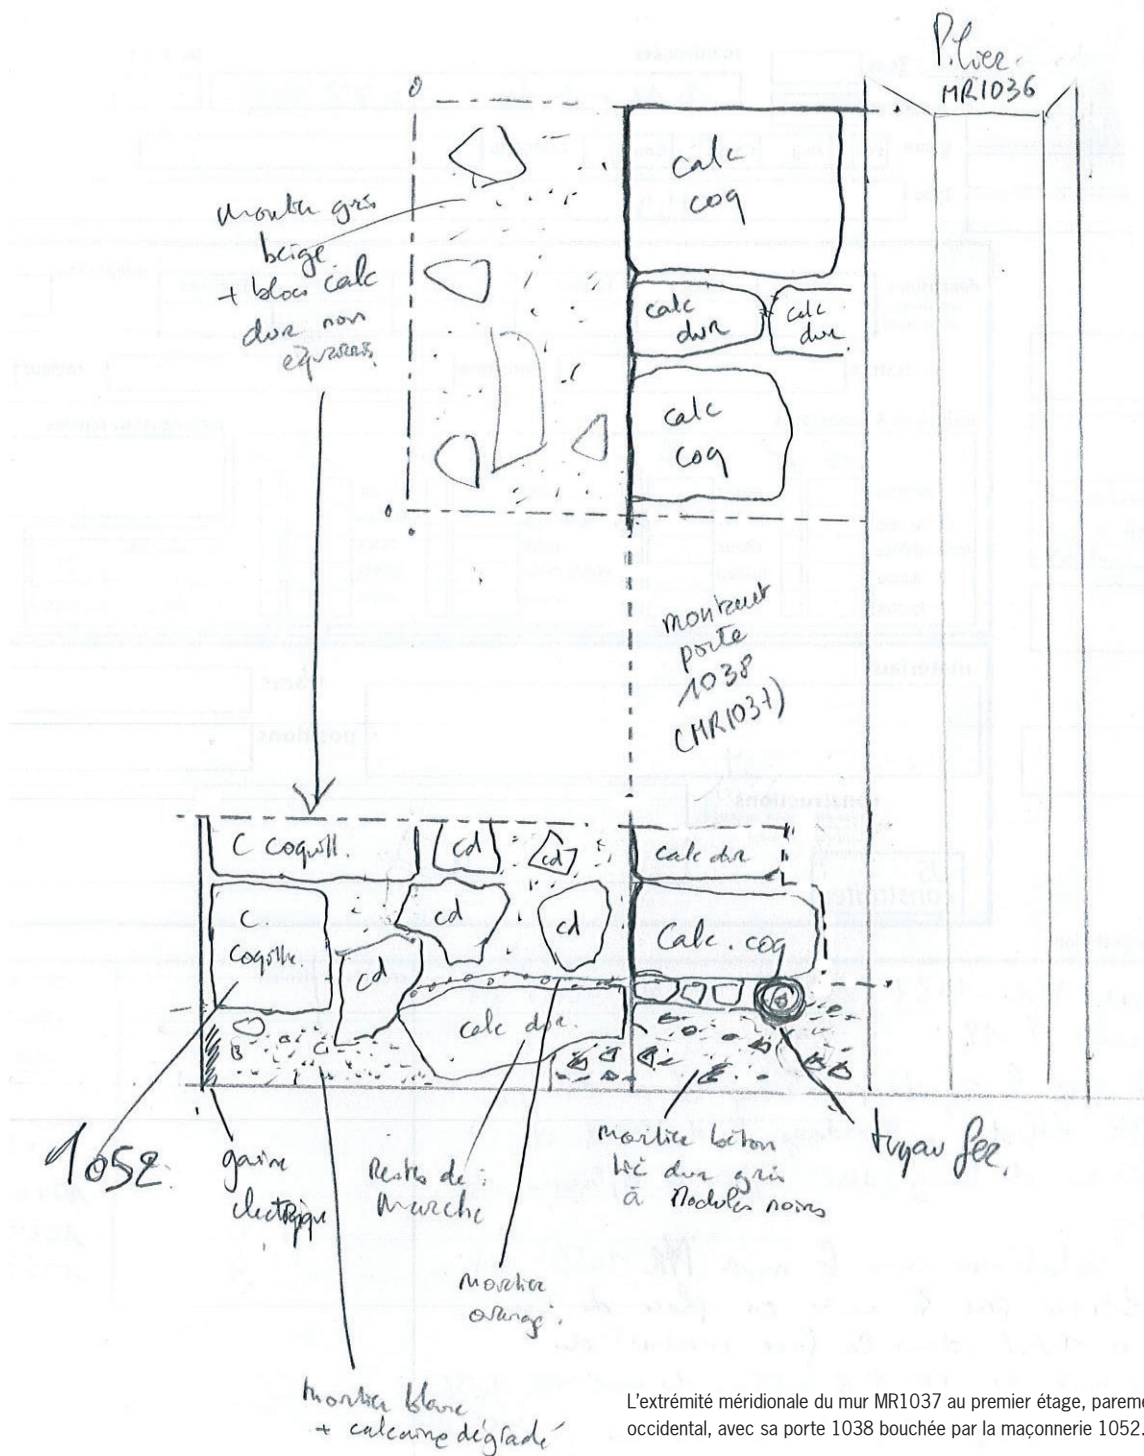 Pilier
MR1036
calc
coq
mortier gris
beige
+ blocs calc
dur non
équarris
calc
dur
calc
dur
calc
coq
montant
porte
1038
(MR1037)
C coquill.
cd
cd
calc dur
C
Coquille.
cd
cd
cd
Calc. coq
calc dur.
1052.
gaine
électrique
Restes de
marche
mortier béton
très dur gris
à Nodules noirs
tuyau fer.
mortier
orangé.
mortier blanc
+ calcaire dégradé
L'extrémité méridionale du mur MR1037 au premier étage, pareme
occidental, avec sa porte 1038 bouchée par la maçonnerie 1052.